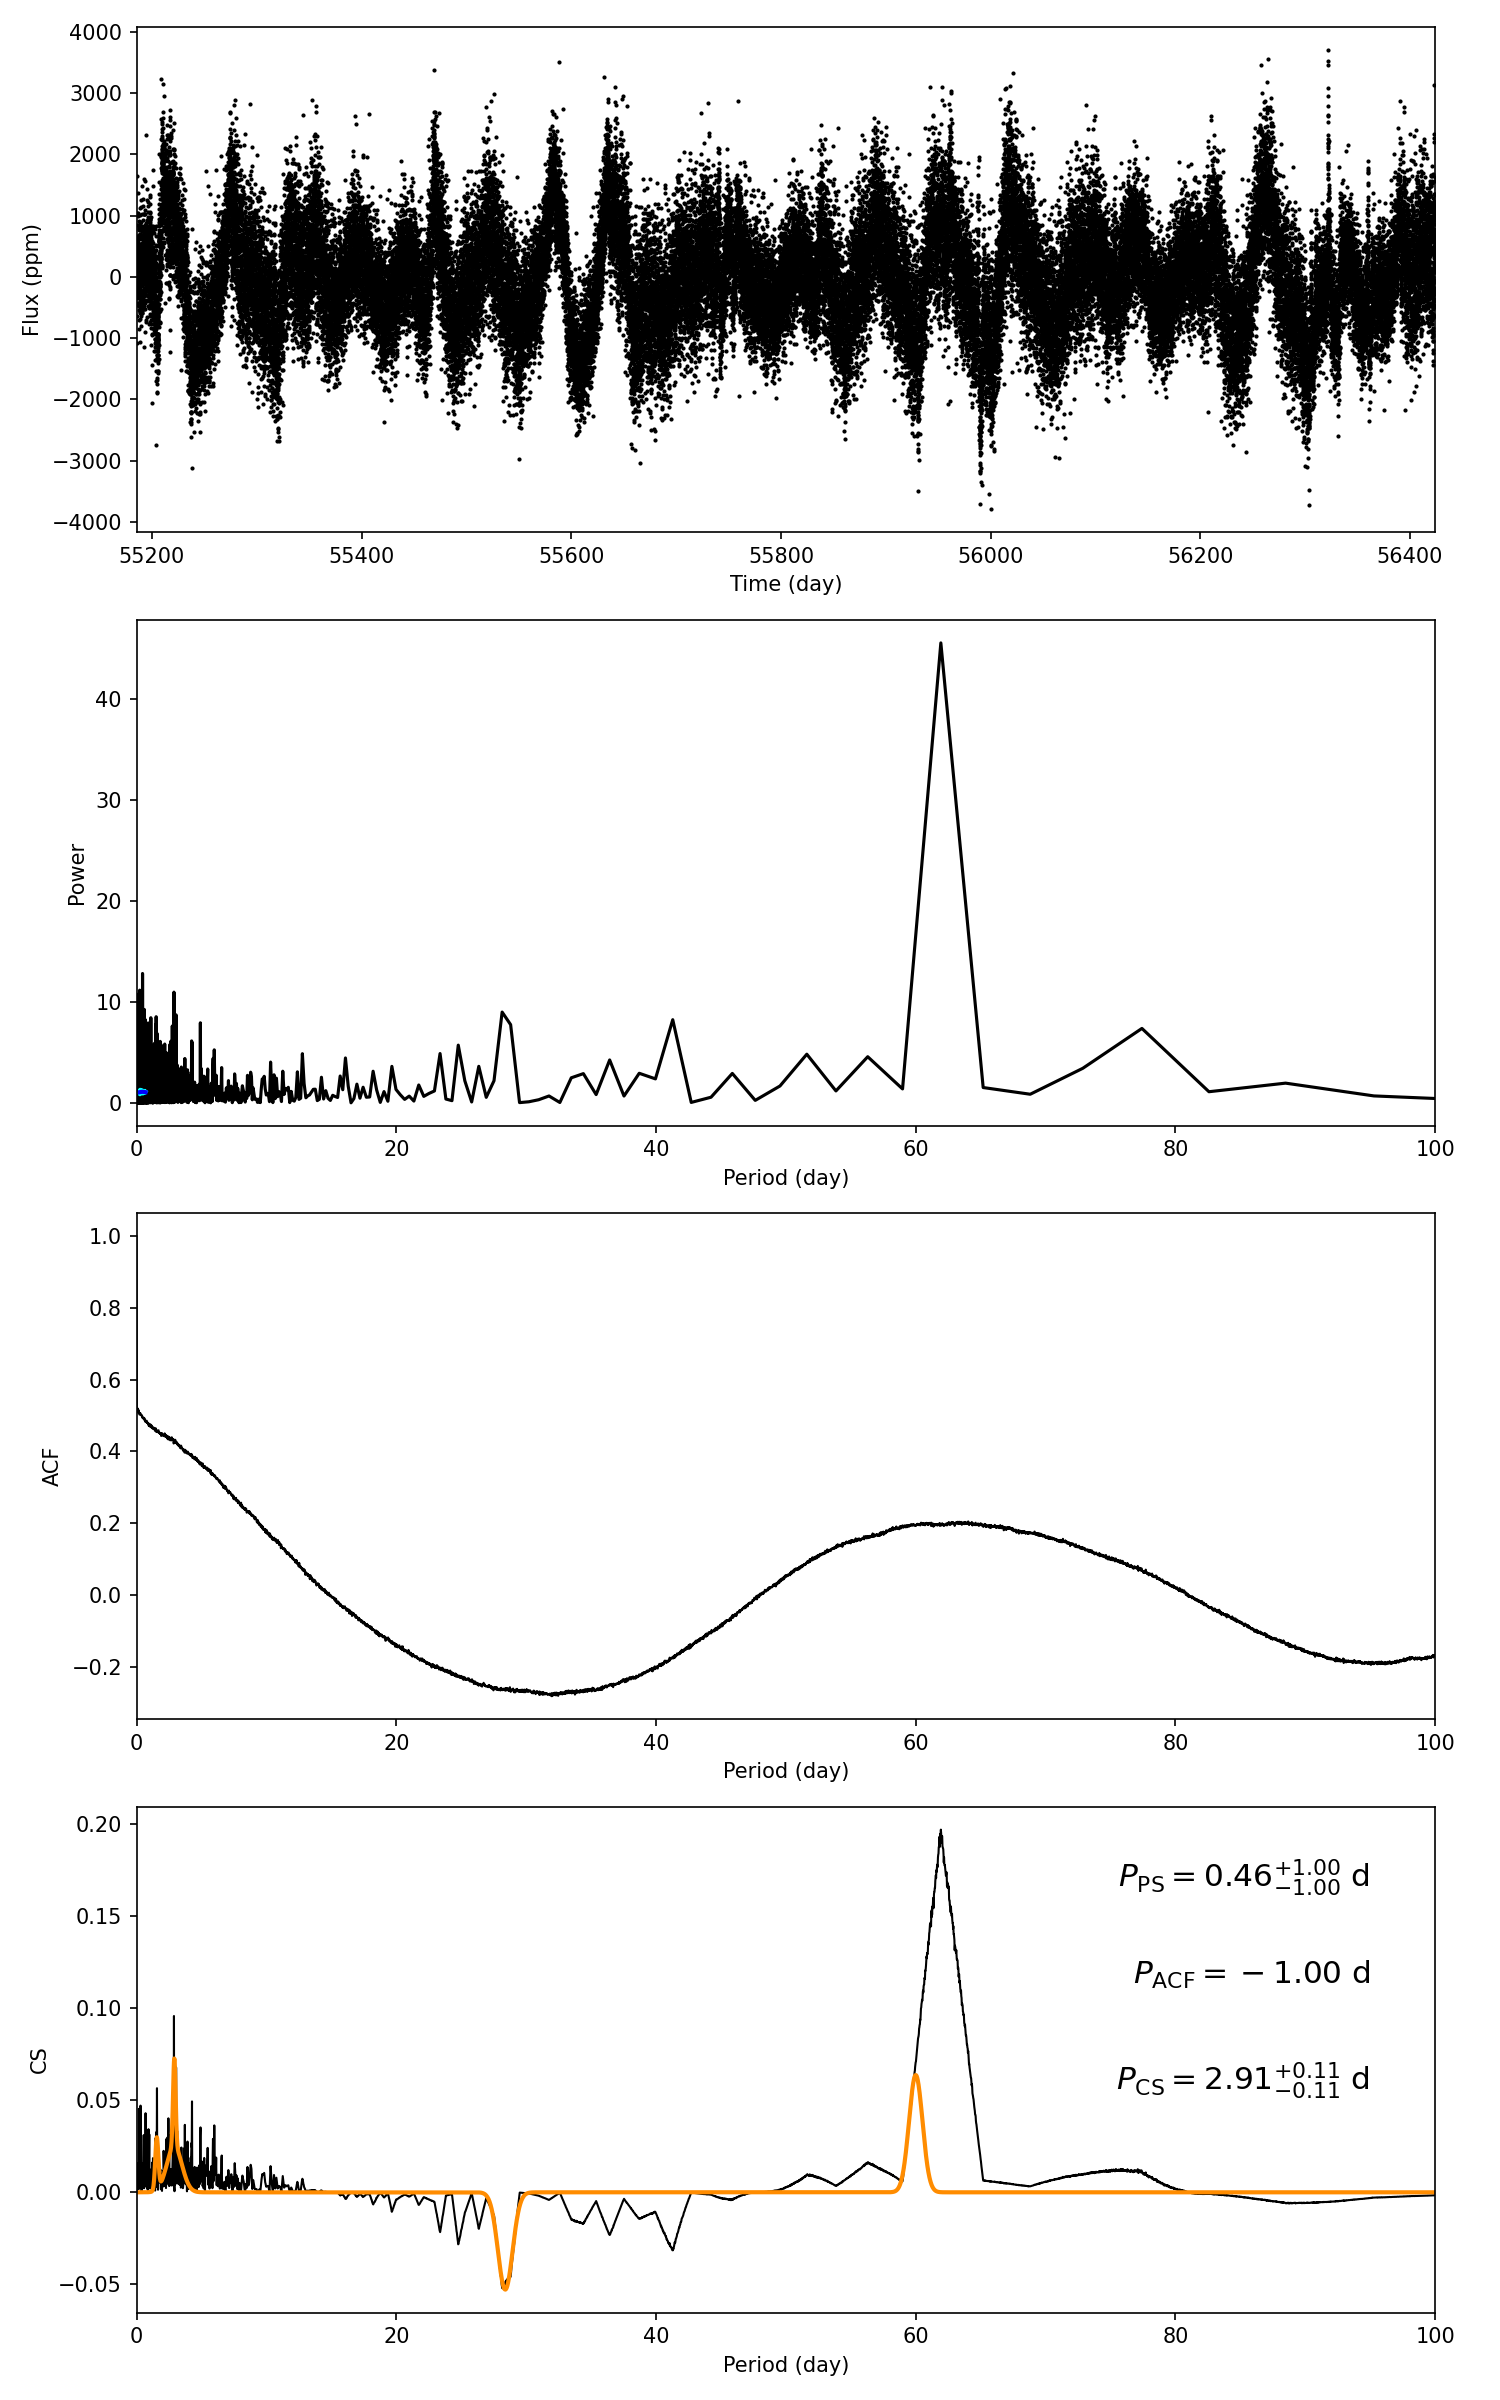 4000
3000
2000
1000
0
−1000
−2000
−3000
−4000
Flux (ppm)
55200 55400 55600 55800 56000 56200 56400
Time (day)
40
30
20
10
0
Power
0 20 40 60 80 100
Period (day)
1.0
0.8
0.6
0.4
0.2
0.0
−0.2
ACF
0 20 40 60 80 100
Period (day)
0.20
0.15
0.10
0.05
0.00
−0.05
CS
P_PS = 0.46 +1.00 −1.00 d
P_ACF = −1.00 d
P_CS = 2.91 +0.11 −0.11 d
0 20 40 60 80 100
Period (day)